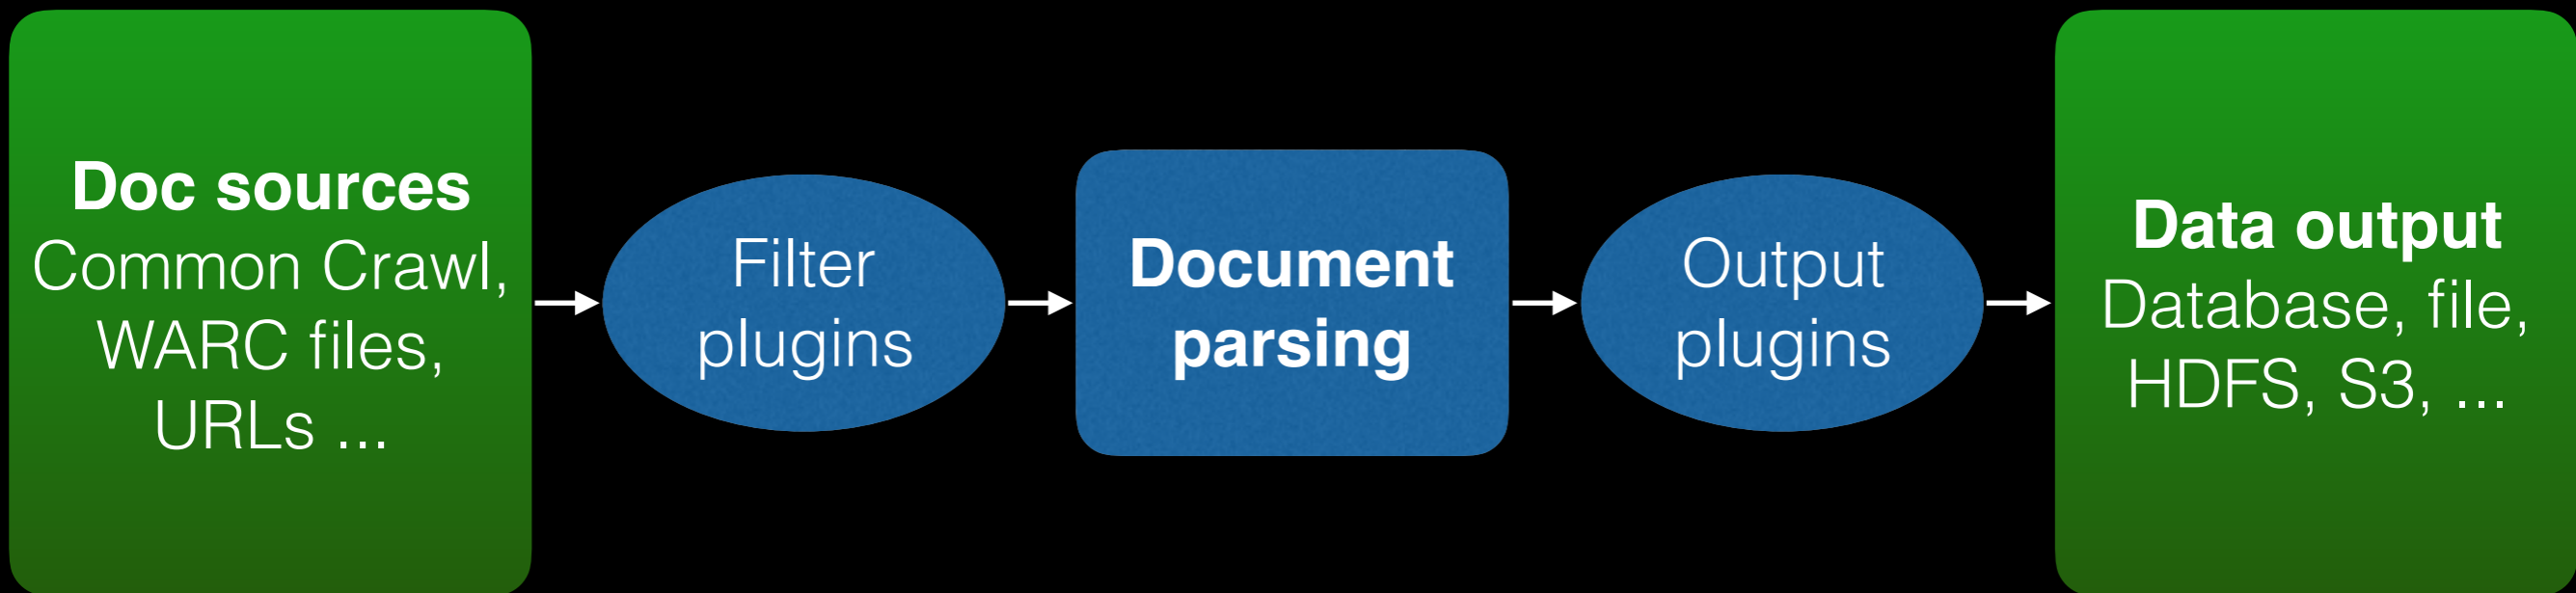 Doc sources
Common Crawl,
WARC files,
URLs ...
Filter
plugins
Document
parsing
Output
plugins
Data output
Database, file,
HDFS, S3, ...